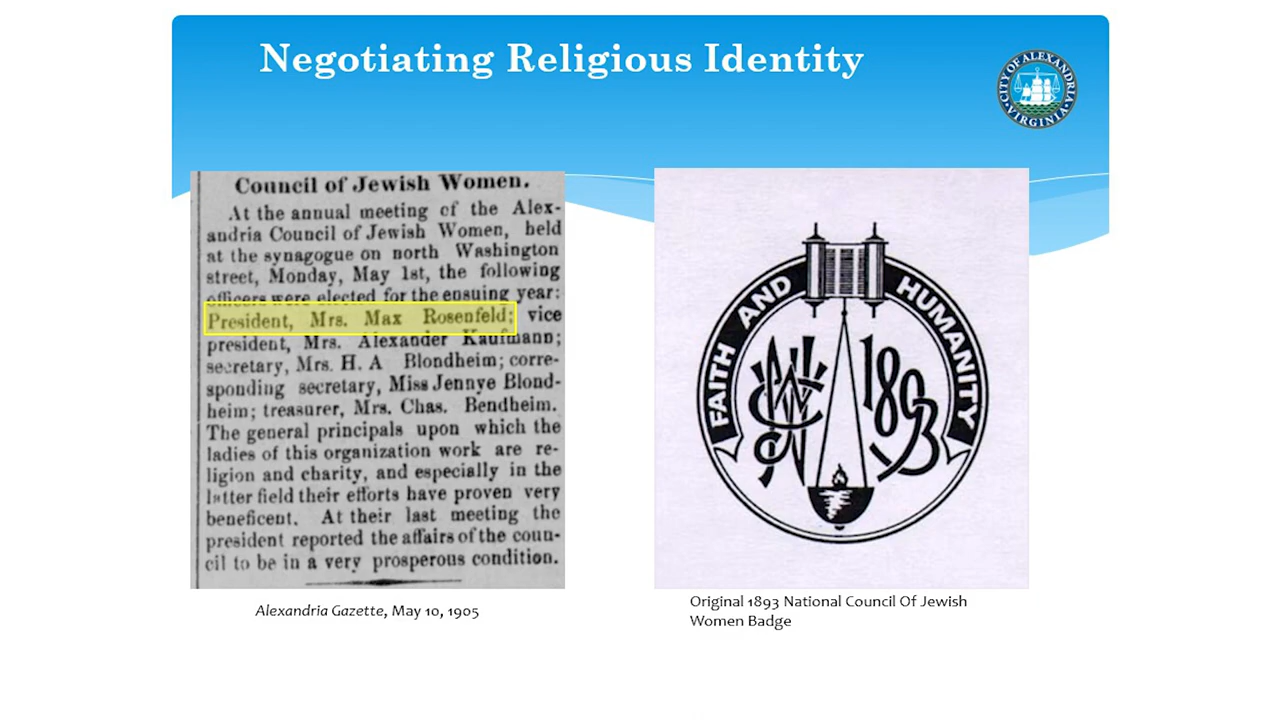 Negotiating Religious Identity
CITY OF ALEXANDRIA
VIRGINIA
Council of Jewish Women.
At the annual meeting of the Alex-
andria Council of Jewish Women, held
at the synagogue on north Washington
street, Monday, May 1st, the following
officers were elected for the ensuing year:
President, Mrs. Max Rosenfeld; vice
president, Mrs. Alexander Kaufmann;
secretary, Mrs. H. A Blondheim; corre-
sponding secretary, Miss Jennye Blond-
heim; treasurer, Mrs. Chas. Bendheim.
The general principals upon which the
ladies of this organization work are re-
ligion and charity, and especially in the
latter field their efforts have proven very
beneficent. At their last meeting the
president reported the affairs of the coun-
cil to be in a very prosperous condition.
Alexandria Gazette, May 10, 1905
FAITH AND HUMANITY
1893
Original 1893 National Council Of Jewish
Women Badge